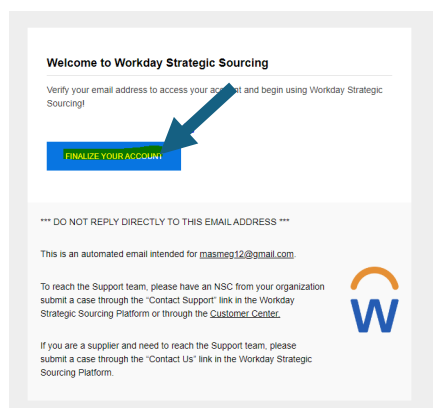 Welcome to Workday Strategic Sourcing
Verify your email address to access your account and begin using Workday Strategic
Sourcing!
FINALIZE YOUR ACCOUNT
*** DO NOT REPLY DIRECTLY TO THIS EMAIL ADDRESS ***
This is an automated email intended for masmeg12@gmail.com.
To reach the Support team, please have an NSC from your organization
submit a case through the “Contact Support” link in the Workday
Strategic Sourcing Platform or through the Customer Center.
If you are a supplier and need to reach the Support team, please
submit a case through the “Contact Us” link in the Workday Strategic
Sourcing Platform.